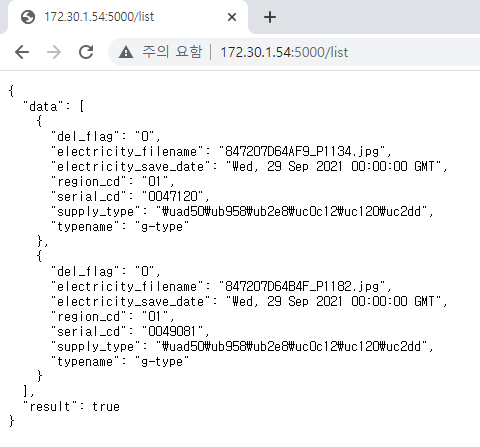 172.30.1.54:5000/list
주의 요함 172.30.1.54:5000/list
{
  "data": [
    {
      "del_flag": "0",
      "electricity_filename": "847207D64AF9_P1134.jpg",
      "electricity_save_date": "Wed, 29 Sep 2021 00:00:00 GMT",
      "region_cd": "01",
      "serial_cd": "0047120",
      "supply_type": "₩uad50₩ub958₩ub2e8₩uc0c12₩uc120₩uc2dd",
      "typename": "g-type"
    },
    {
      "del_flag": "0",
      "electricity_filename": "847207D64B4F_P1182.jpg",
      "electricity_save_date": "Wed, 29 Sep 2021 00:00:00 GMT",
      "region_cd": "01",
      "serial_cd": "0049081",
      "supply_type": "₩uad50₩ub958₩ub2e8₩uc0c12₩uc120₩uc2dd",
      "typename": "g-type"
    }
  ],
  "result": true
}